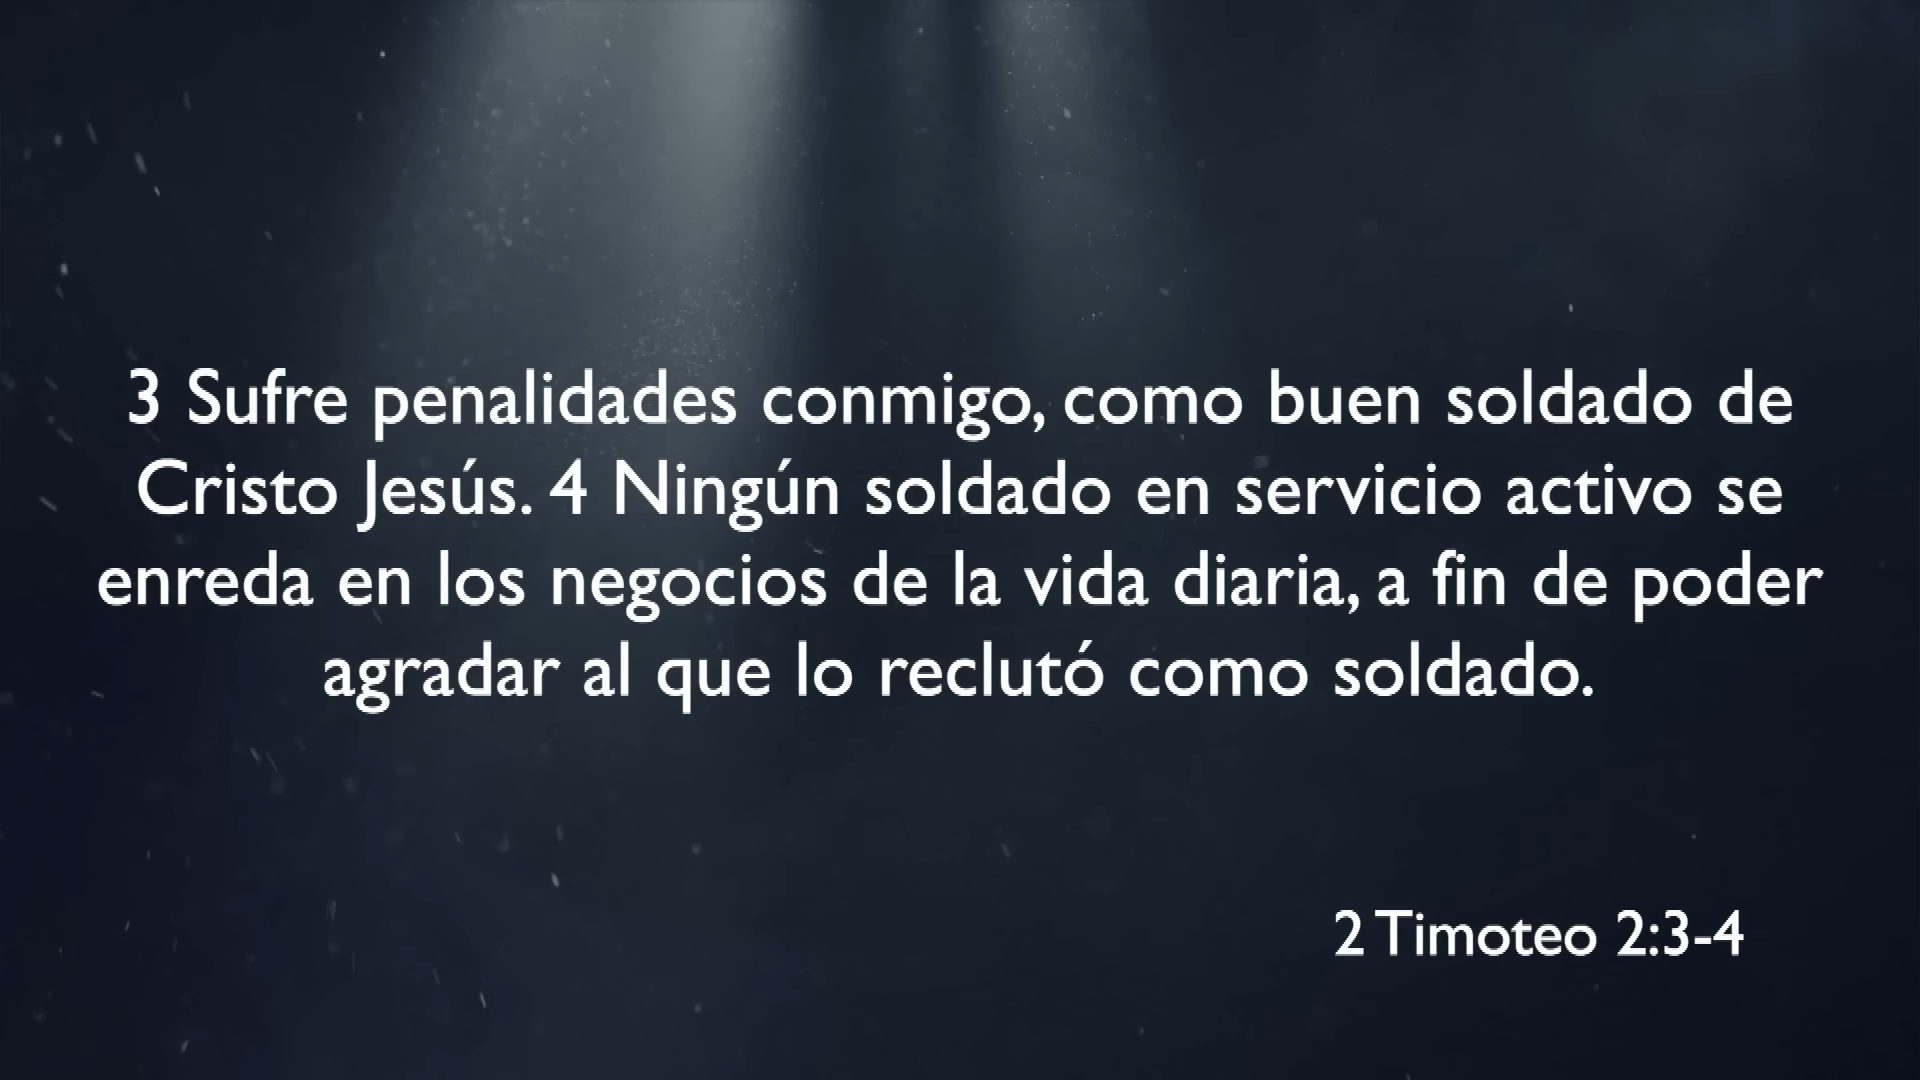 3 Sufre penalidades conmigo, como buen soldado de
Cristo Jesús. 4 Ningún soldado en servicio activo se
enreda en los negocios de la vida diaria, a fin de poder
agradar al que lo reclutó como soldado.
2 Timoteo 2:3-4